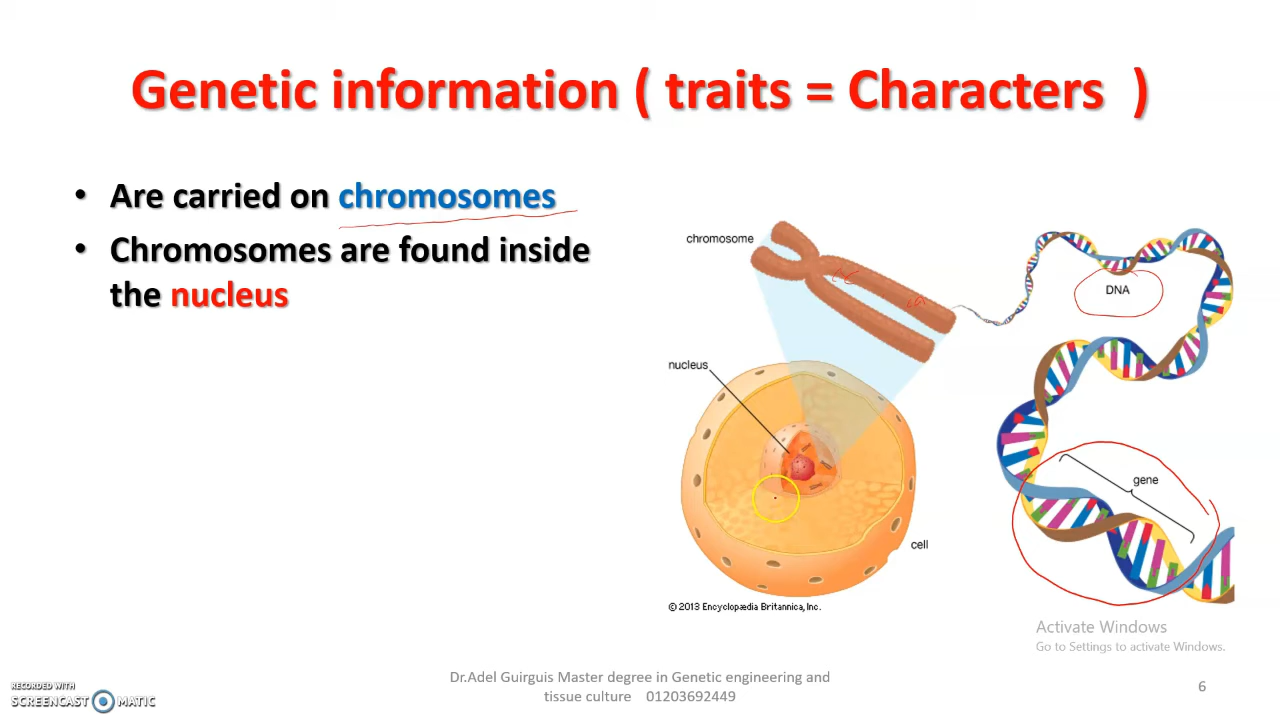 Genetic information ( traits = Characters )
• Are carried on chromosomes
• Chromosomes are found inside
the nucleus
chromosome
DNA
nucleus
gene
cell
© 2013 Encyclopædia Britannica, Inc.
Activate Windows
Go to Settings to activate Windows.
Dr.Adel Guirguis Master degree in Genetic engineering and
tissue culture 01203692449
6
RECORDED WITH
SCREENCAST MATIC